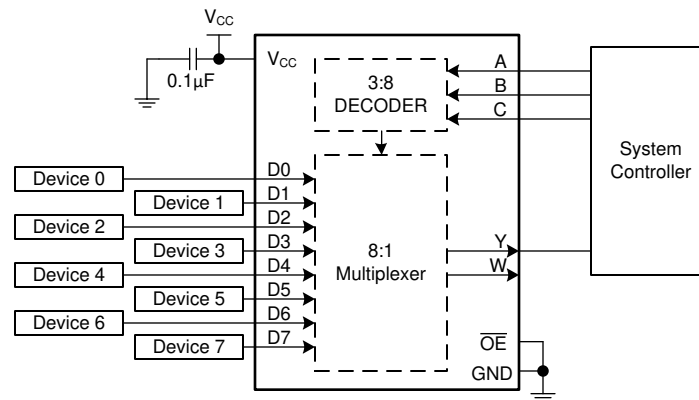 VCC
0.1µF
VCC
3:8
DECODER
A
B
C
System
Controller
Device 0
D0
Device 1
D1
Device 2
D2
Device 3
D3
Device 4
D4
Device 5
D5
Device 6
D6
Device 7
D7
8:1
Multiplexer
Y
W
OE
GND